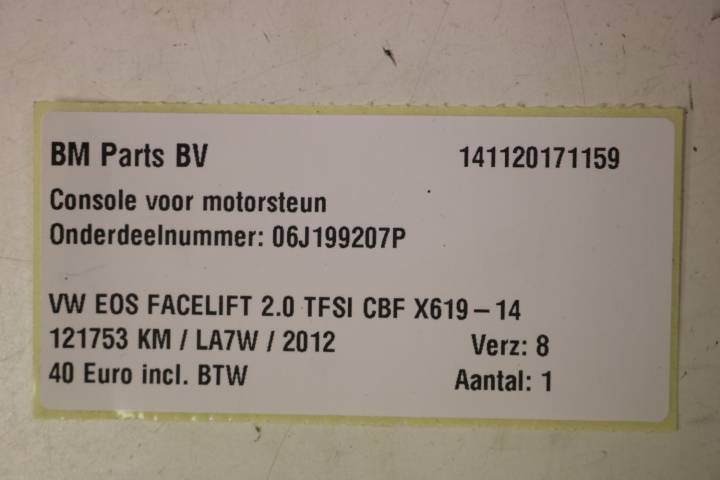 BM Parts BV 141120171159
Console voor motorsteun
Onderdeelnummer: 06J199207P
VW EOS FACELIFT 2.0 TFSI CBF X619-14
121753 KM / LA7W / 2012 Verz: 8
40 Euro incl. BTW Aantal: 1